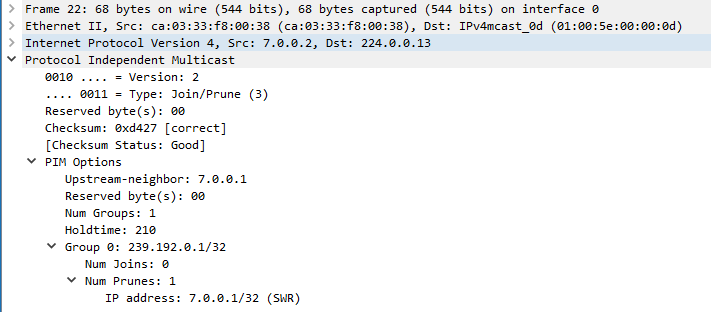 Frame 22: 68 bytes on wire (544 bits), 68 bytes captured (544 bits) on interface 0
Ethernet II, Src: ca:03:33:f8:00:38 (ca:03:33:f8:00:38), Dst: IPv4mcast_0d (01:00:5e:00:00:0d)
Internet Protocol Version 4, Src: 7.0.0.2, Dst: 224.0.0.13
Protocol Independent Multicast
0010 .... = Version: 2
.... 0011 = Type: Join/Prune (3)
Reserved byte(s): 00
Checksum: 0xd427 [correct]
[Checksum Status: Good]
PIM Options
Upstream-neighbor: 7.0.0.1
Reserved byte(s): 00
Num Groups: 1
Holdtime: 210
Group 0: 239.192.0.1/32
Num Joins: 0
Num Prunes: 1
IP address: 7.0.0.1/32 (SWR)